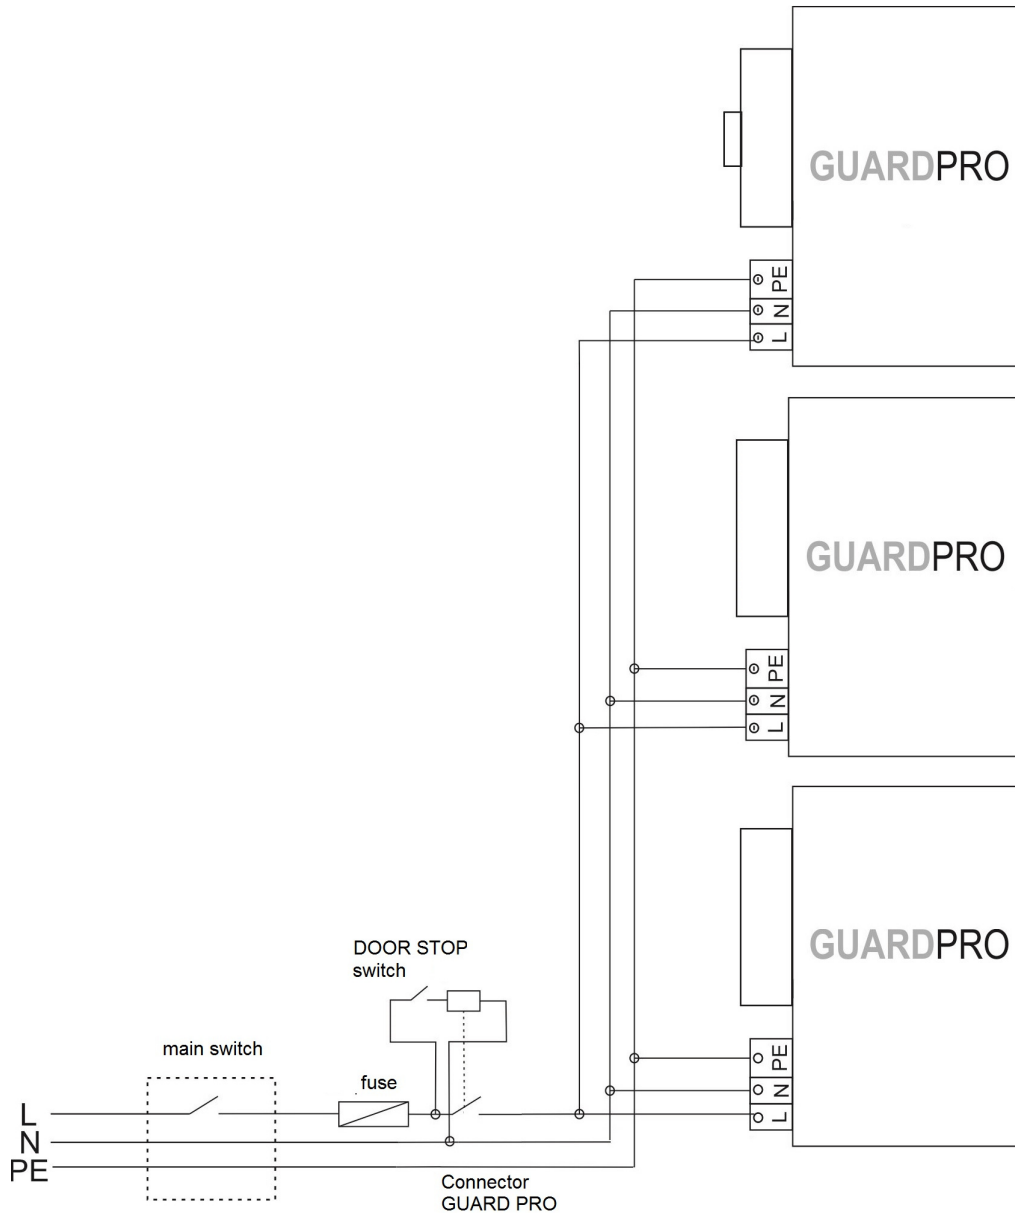 GUARDPRO
PE
N
L
GUARDPRO
PE
N
L
GUARDPRO
PE
N
L
DOOR STOP
switch
main switch
fuse
L
N
PE
Connector
GUARD PRO